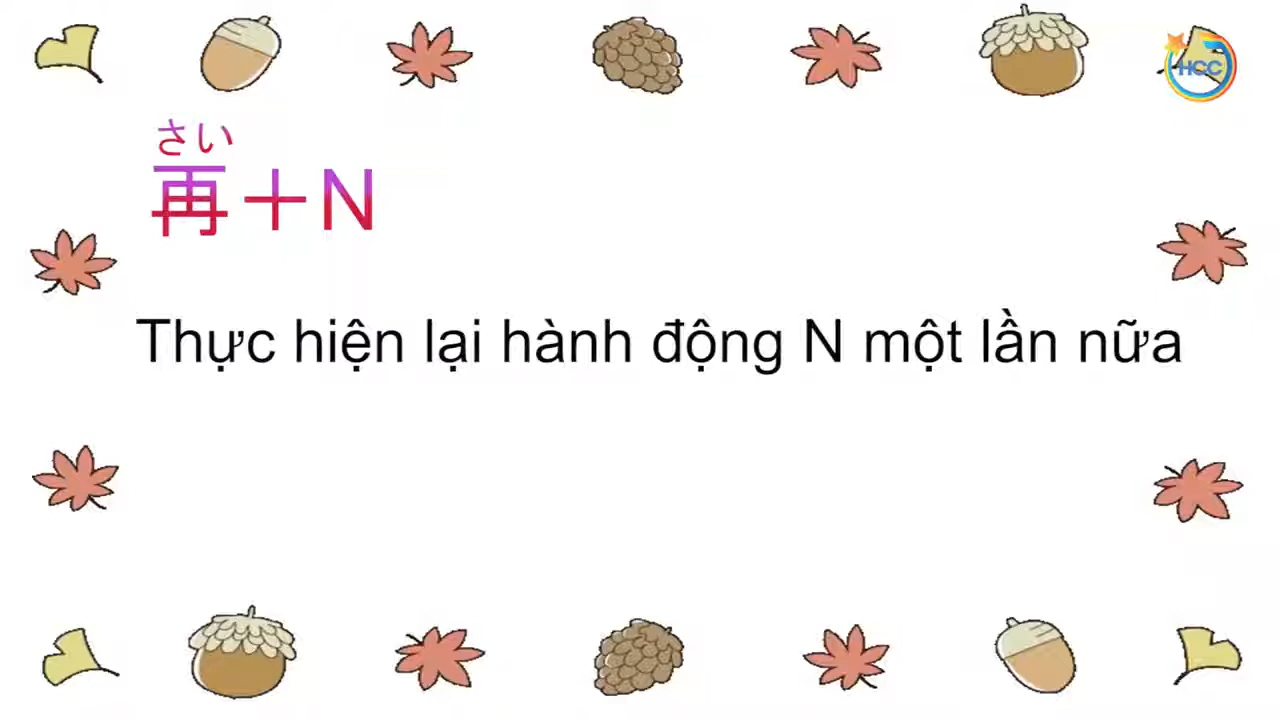 HCC
さい
再＋N
Thực hiện lại hành động N một lần nữa